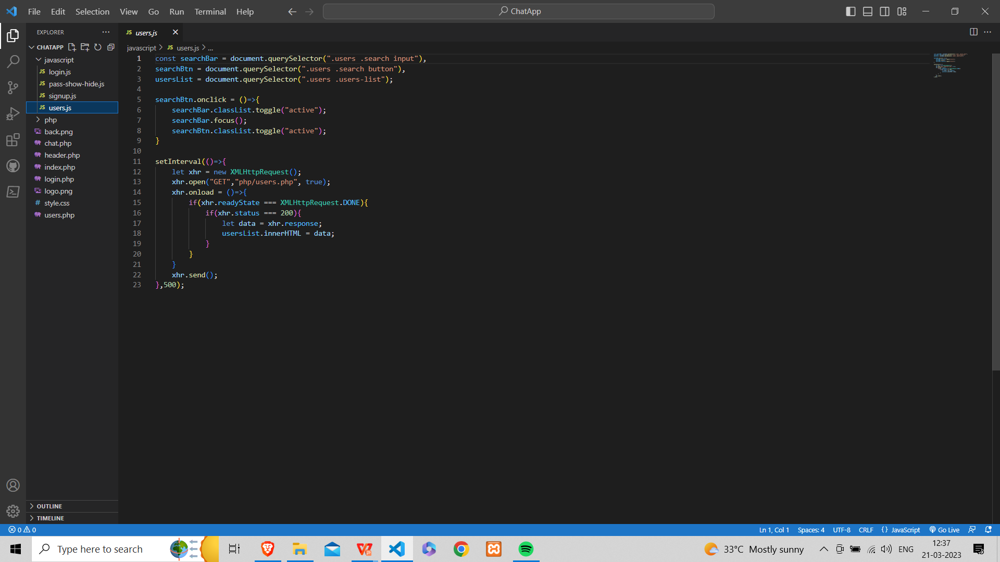 File Edit Selection View Go Run Terminal Help
ChatApp
EXPLORER
CHATAPP
javascript
JS login.js
JS pass-show-hide.js
JS signup.js
JS users.js
php
back.png
chat.php
header.php
index.php
login.php
logo.png
# style.css
users.php
OUTLINE
TIMELINE
JS users.js
javascript > JS users.js > ...
1 const searchBar = document.querySelector(".users .search input"),
2 searchBtn = document.querySelector(".users .search button"),
3 usersList = document.querySelector(".users .users-list");
4
5 searchBtn.onclick = ()=>{
6     searchBar.classList.toggle("active");
7     searchBar.focus();
8     searchBtn.classList.toggle("active");
9 }
10
11 setInterval(()=>{
12     let xhr = new XMLHttpRequest();
13     xhr.open("GET","php/users.php", true);
14     xhr.onload = ()=>{
15         if(xhr.readyState === XMLHttpRequest.DONE){
16             if(xhr.status === 200){
17                 let data = xhr.response;
18                 usersList.innerHTML = data;
19             }
20         }
21     }
22     xhr.send();
23 },500);
0 0
Ln 1, Col 1 Spaces: 4 UTF-8 CRLF {} JavaScript Go Live
Type here to search
33°C Mostly sunny
ENG
12:37
21-03-2023